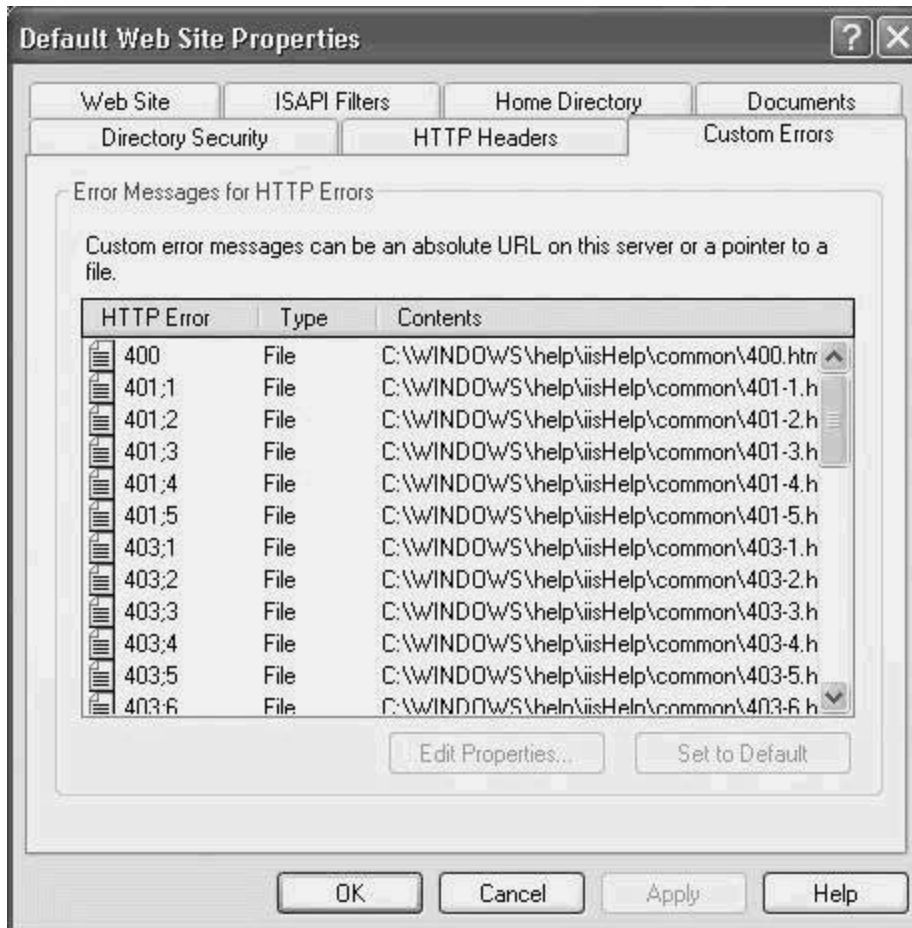 Default Web Site Properties
Web Site ISAPI Filters Home Directory Documents
Directory Security HTTP Headers Custom Errors
Error Messages for HTTP Errors
Custom error messages can be an absolute URL on this server or a pointer to a
file.
HTTP Error Type Contents
400 File C:\WINDOWS\help\iisHelp\common\400.htm
401;1 File C:\WINDOWS\help\iisHelp\common\401-1.h
401;2 File C:\WINDOWS\help\iisHelp\common\401-2.h
401;3 File C:\WINDOWS\help\iisHelp\common\401-3.h
401;4 File C:\WINDOWS\help\iisHelp\common\401-4.h
401;5 File C:\WINDOWS\help\iisHelp\common\401-5.h
403;1 File C:\WINDOWS\help\iisHelp\common\403-1.h
403;2 File C:\WINDOWS\help\iisHelp\common\403-2.h
403;3 File C:\WINDOWS\help\iisHelp\common\403-3.h
403;4 File C:\WINDOWS\help\iisHelp\common\403-4.h
403;5 File C:\WINDOWS\help\iisHelp\common\403-5.h
403;6 File C:\WINDOWS\help\iisHelp\common\403-6.h
Edit Properties... Set to Default
OK Cancel Apply Help